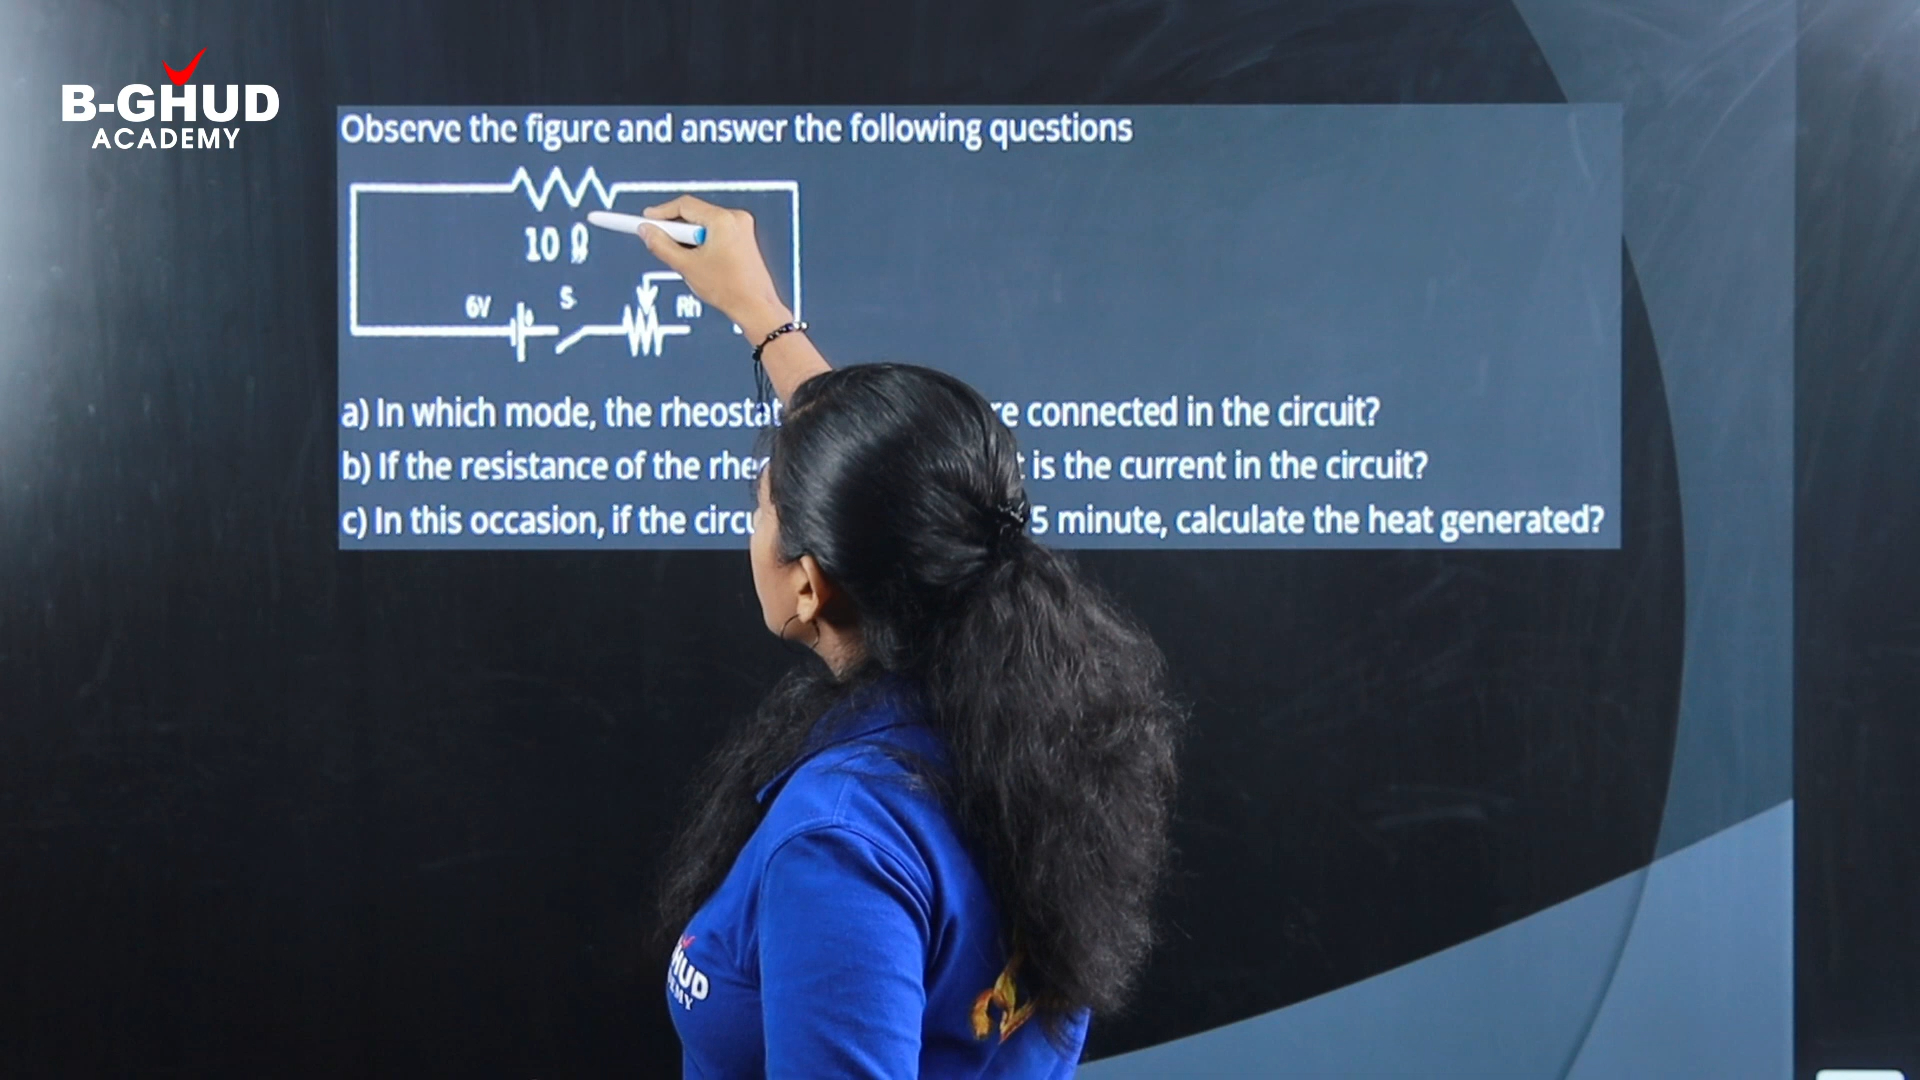 B-GHUD
ACADEMY
Observe the figure and answer the following questions
10 Ω
6V
S
Rh
a) In which mode, the rheostat connected in the circuit?
b) If the resistance of the is the current in the circuit?
c) In this occasion, if the 5 minute, calculate the heat generated?
HUD